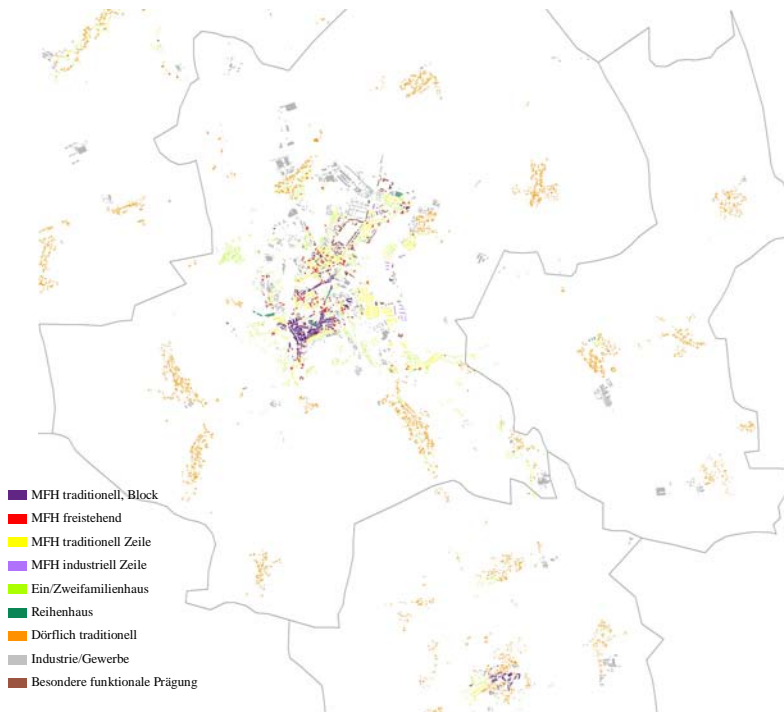 MFH traditionell, Block
MFH freistehend
MFH traditionell Zeile
MFH industriell Zeile
Ein/Zweifamilienhaus
Reihenhaus
Dörflich traditionell
Industrie/Gewerbe
Besondere funktionale Prägung